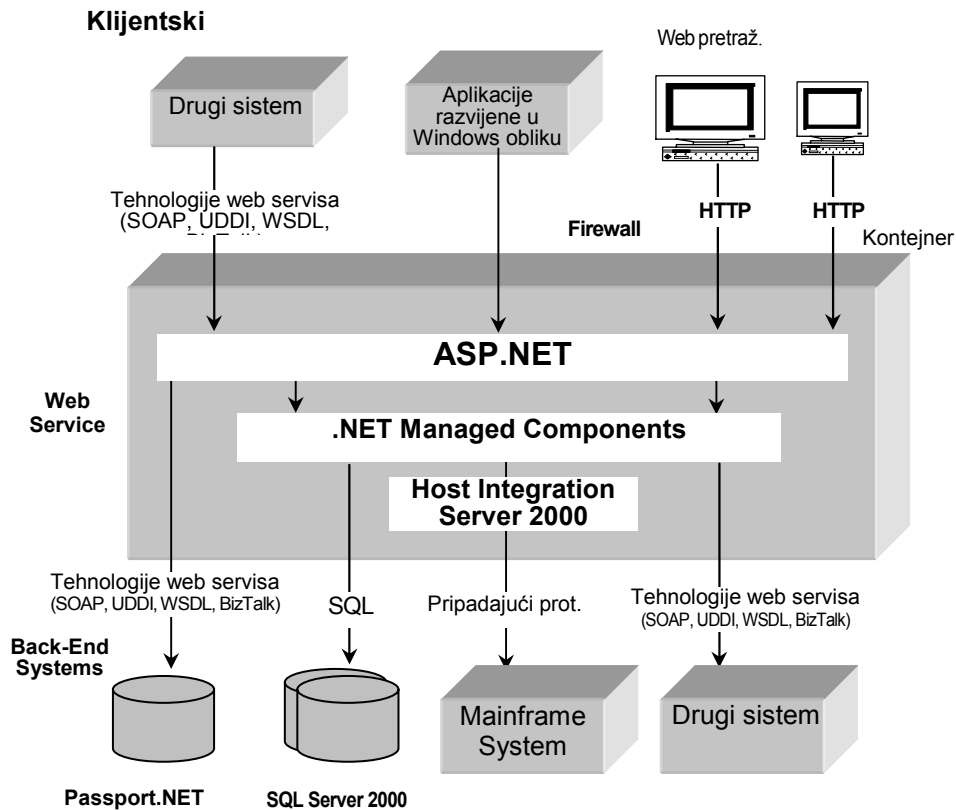 Klijentski
Web pretraž.
Drugi sistem
Aplikacije
razvijene u
Windows obliku
Tehnologije web servisa
(SOAP, UDDI, WSDL,
Firewall
HTTP
HTTP
Kontejner
ASP.NET
Web
Service
.NET Managed Components
Host Integration
Server 2000
Tehnologije web servisa
(SOAP, UDDI, WSDL, BizTalk)
SQL
Pripadajući prot.
Tehnologije web servisa
(SOAP, UDDI, WSDL, BizTalk)
Back-End
Systems
Mainframe
System
Drugi sistem
Passport.NET
SQL Server 2000